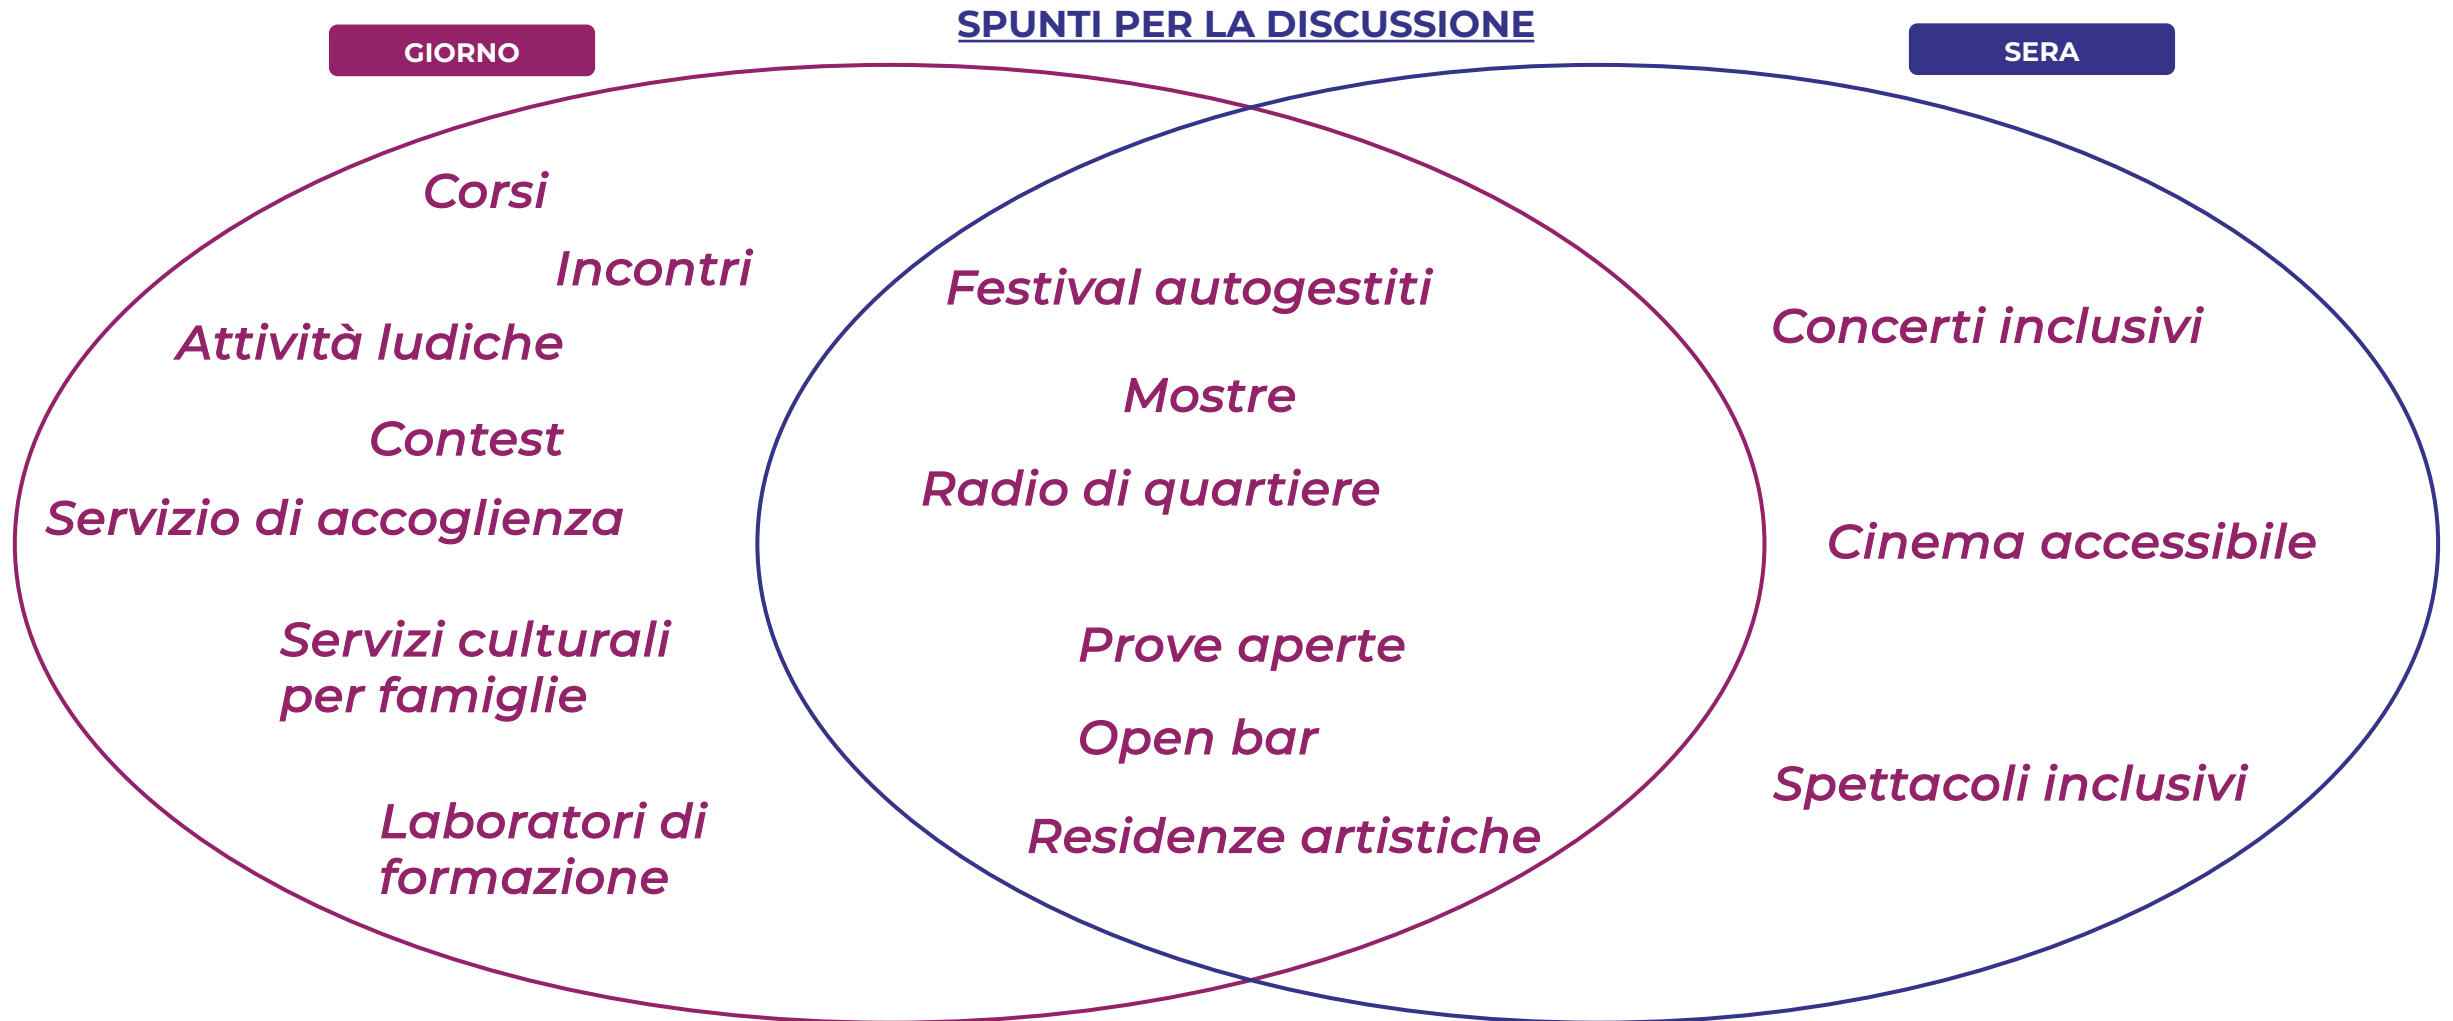 SPUNTI PER LA DISCUSSIONE
GIORNO
SERA
Corsi
Incontri
Attività ludiche
Contest
Servizio di accoglienza
Servizi culturali
per famiglie
Laboratori di
formazione
Festival autogestiti
Mostre
Radio di quartiere
Prove aperte
Open bar
Residenze artistiche
Concerti inclusivi
Cinema accessibile
Spettacoli inclusivi